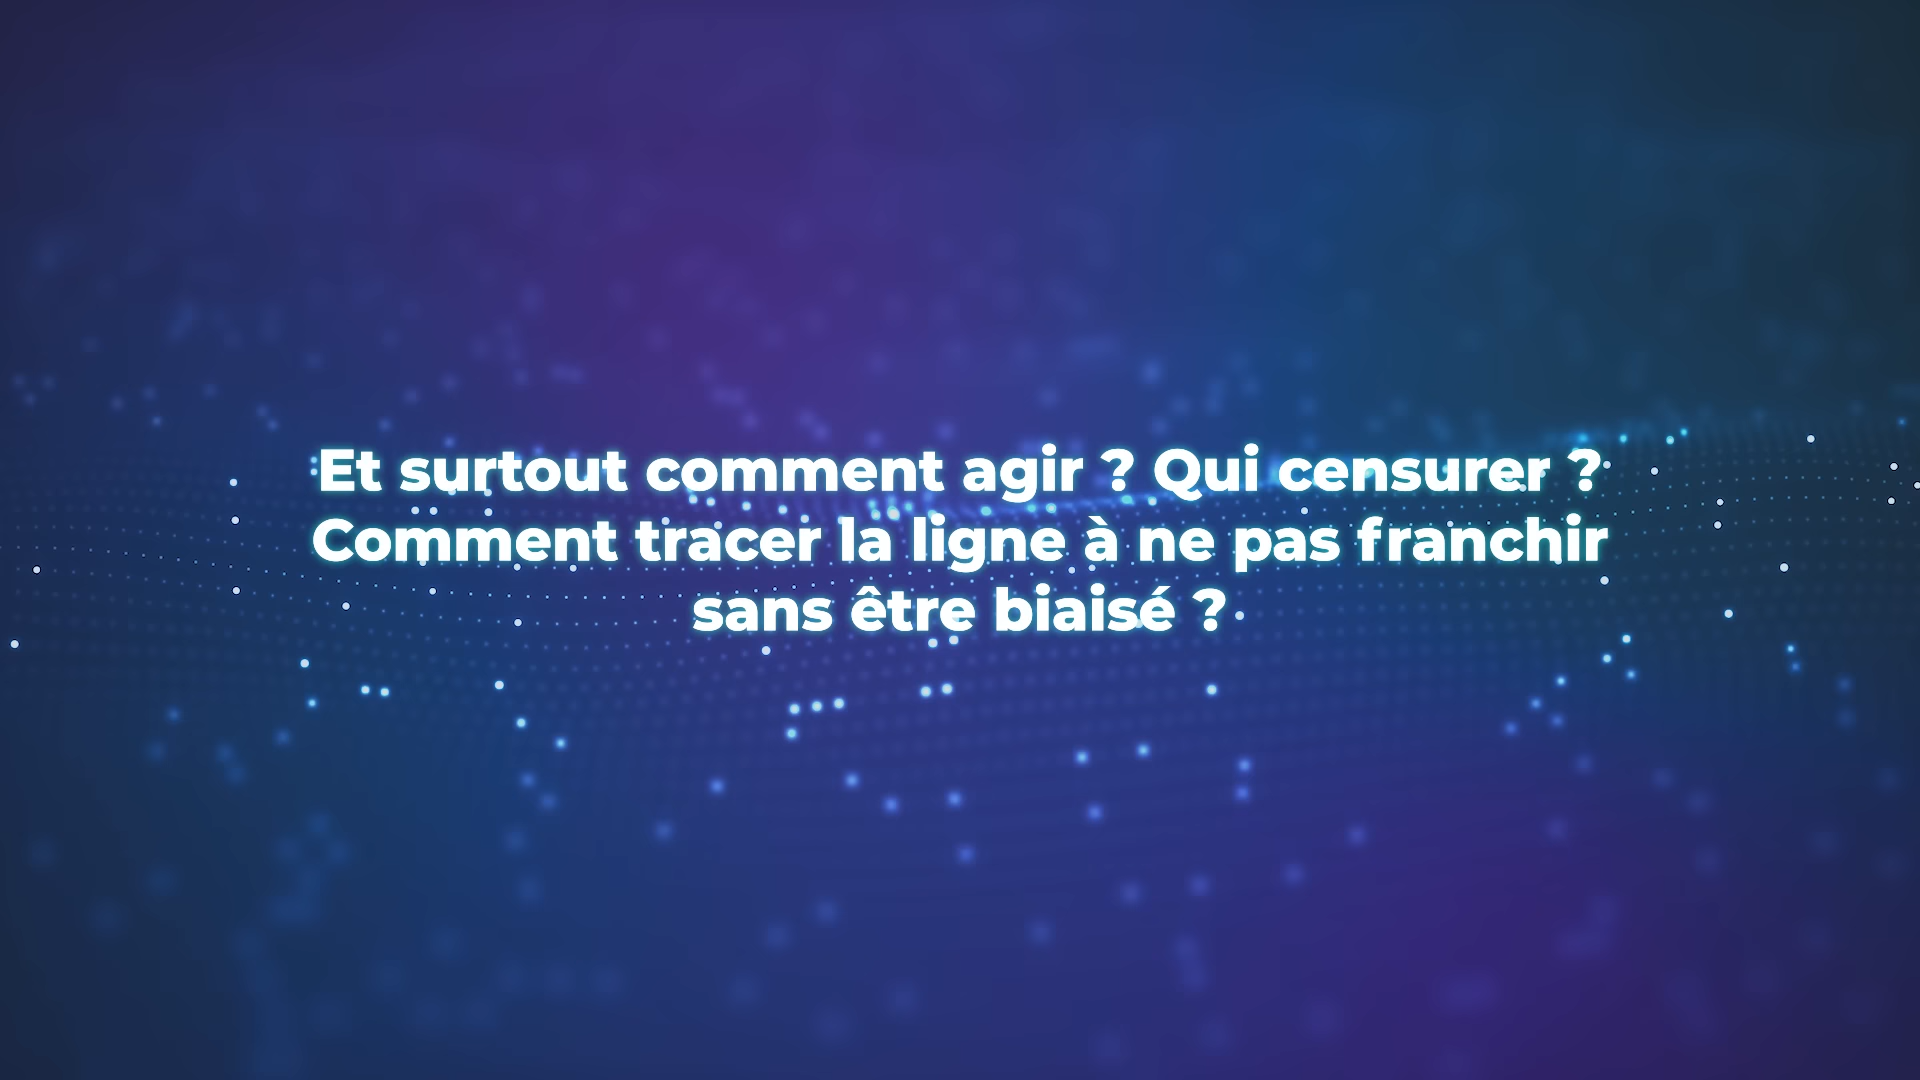 Et surtout comment agir ? Qui censurer ?
Comment tracer la ligne à ne pas franchir
sans être biaisé ?